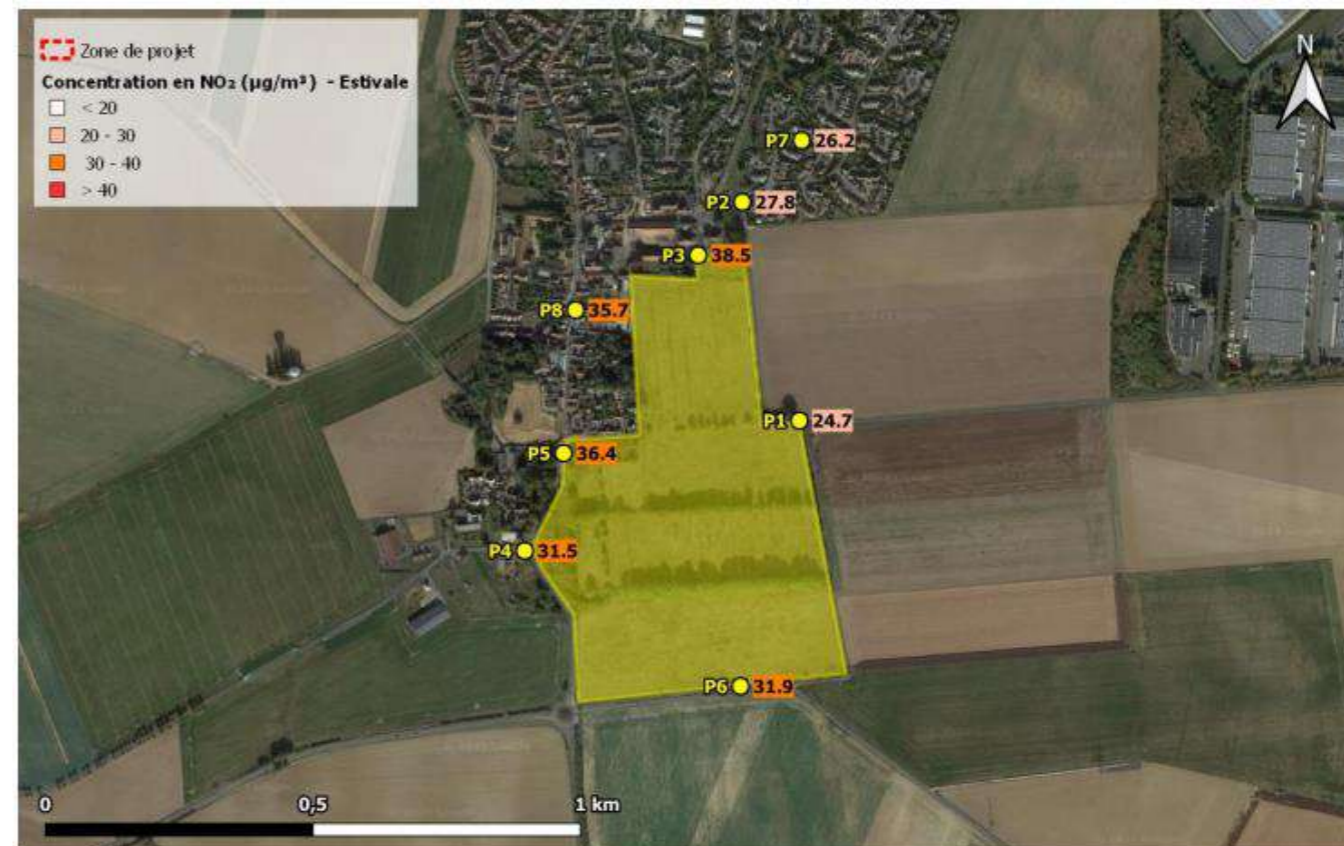 Zone de projet
Concentration en NO₂ (µg/m³) - Estivale
< 20
20 - 30
30 - 40
> 40
N
P7 26.2
P2 27.8
P3 38.5
P8 35.7
P1 24.7
P5 36.4
P4 31.5
P6 31.9
0 0,5 1 km